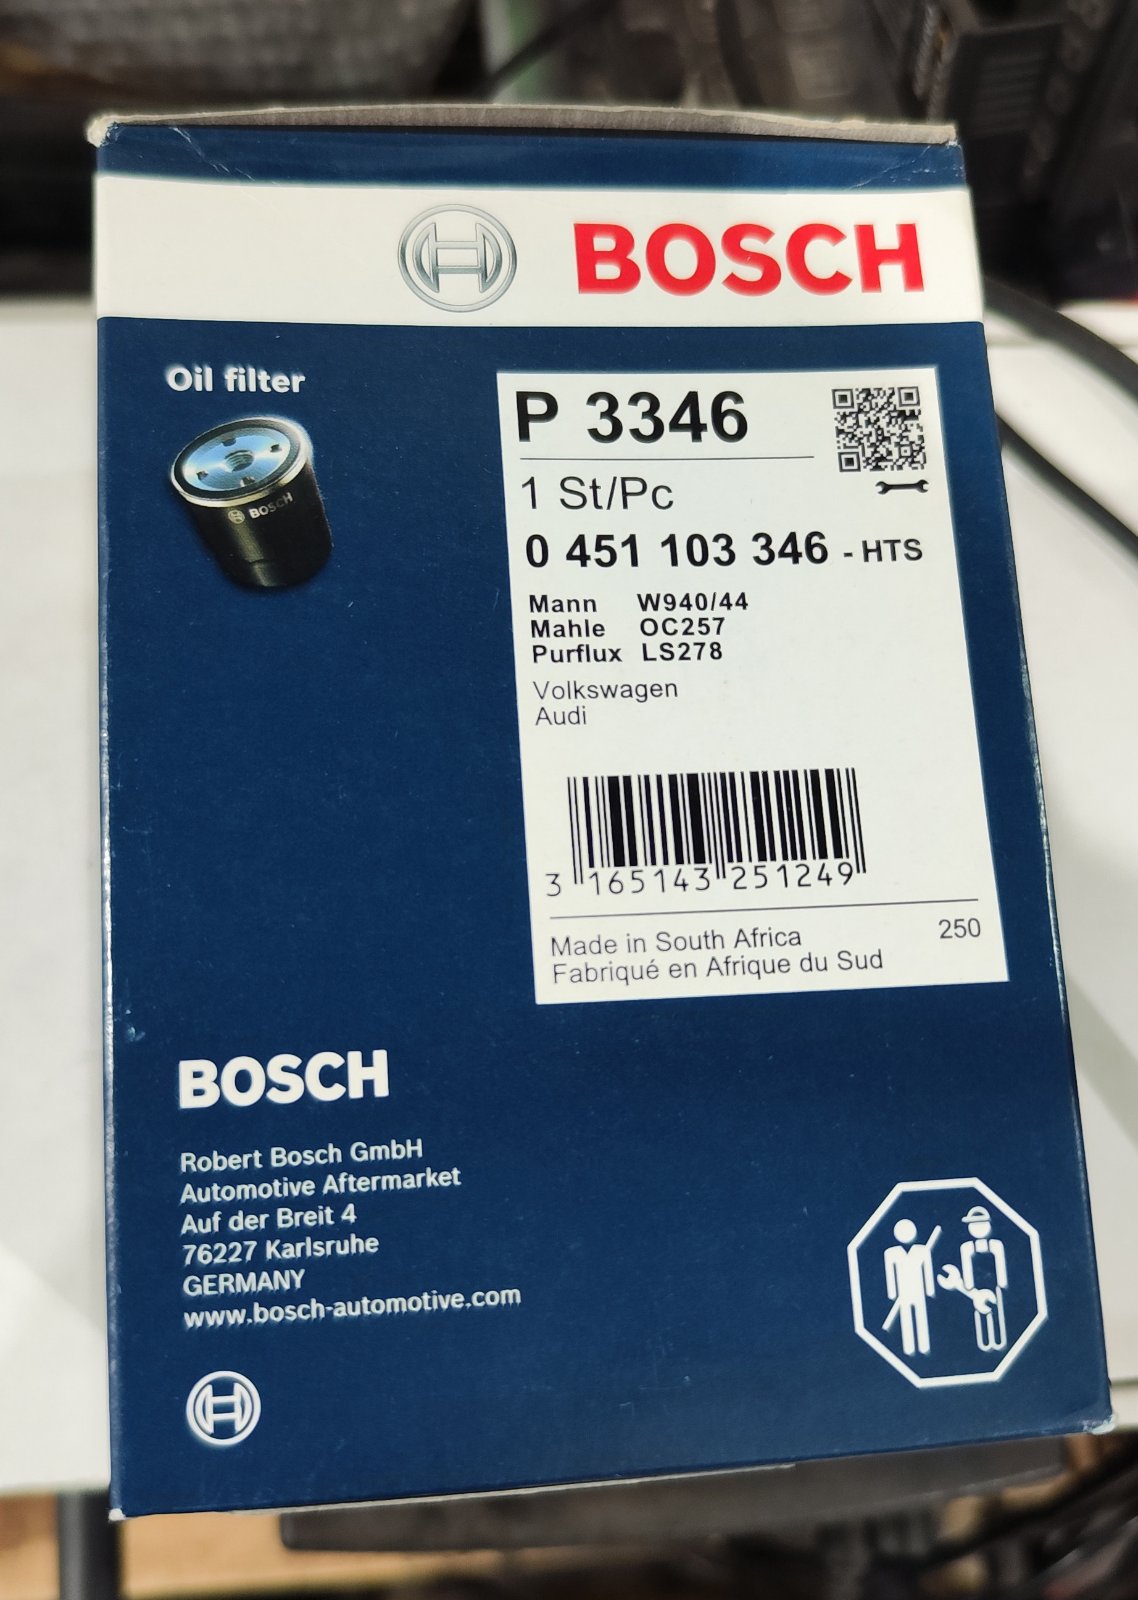 BOSCH
Oil filter
BOSCH
P 3346
1 St/Pc
0 451 103 346 - HTS
Mann W940/44
Mahle OC257
Purflux LS278
Volkswagen
Audi
3 165143 251249
Made in South Africa 250
Fabriqué en Afrique du Sud
BOSCH
Robert Bosch GmbH
Automotive Aftermarket
Auf der Breit 4
76227 Karlsruhe
GERMANY
www.bosch-automotive.com